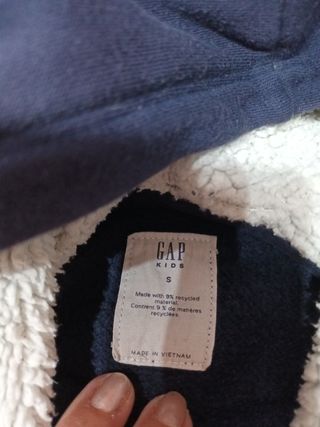 GAP
KIDS
S
Made with 9% recycled
material.
Contient 9 % de matières
recyclées.
MADE IN VIETNAM